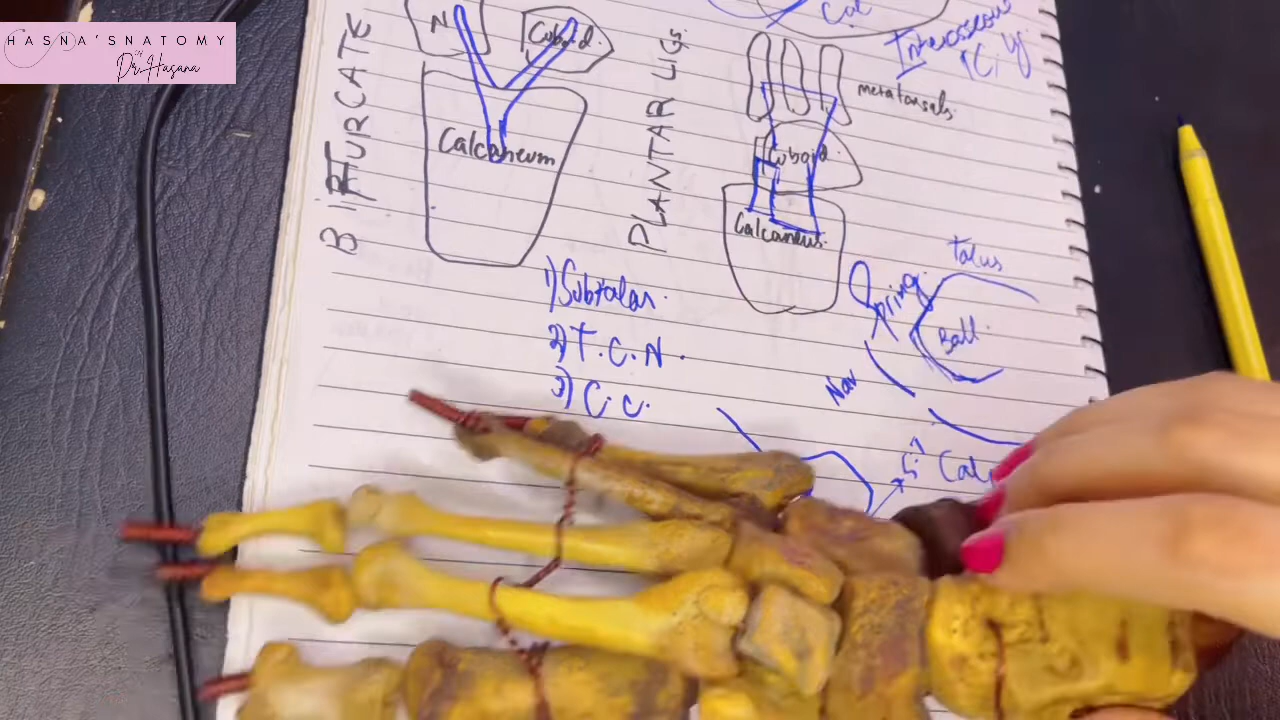 HASNA'SNATOMY
Dr.Hasana
BIFURCATE
N
Cuboid.
Calcaneum
PLANTAR LIGS
metatarsals.
Cuboid.
Calcaneus.
Cal
Interosseous
Talus
Spring
Ball
Nav
1) Subtalar.
2) T.C.N.
3) C.C.